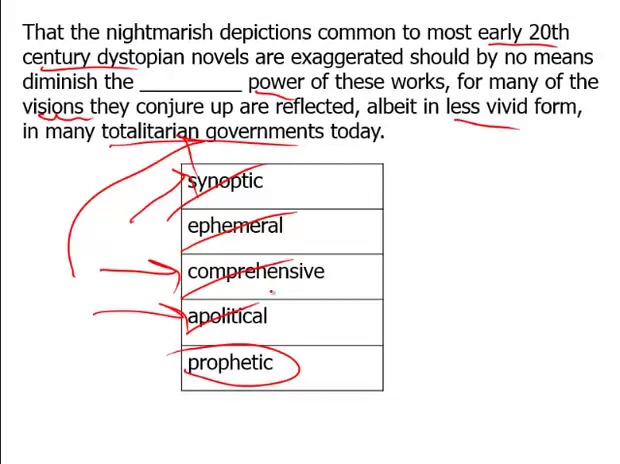 That the nightmarish depictions common to most early 20th
century dystopian novels are exaggerated should by no means
diminish the __________ power of these works, for many of the
visions they conjure up are reflected, albeit in less vivid form,
in many totalitarian governments today.
synoptic
ephemeral
comprehensive
apolitical
prophetic